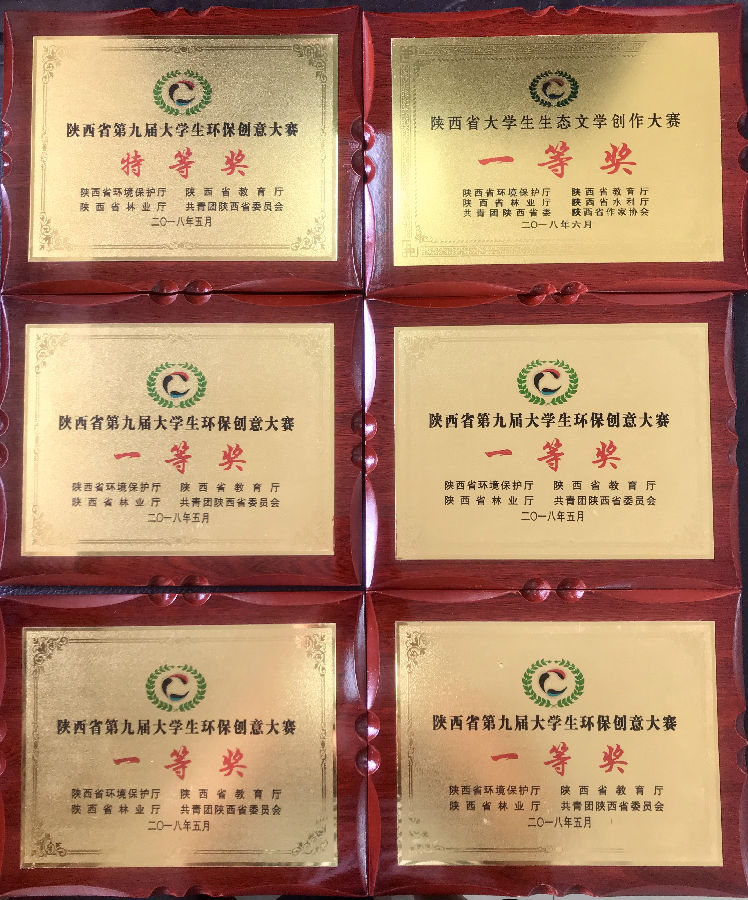 陕西省第九届大学生环保创意大赛
特等奖
陕西省环境保护厅 陕西省教育厅
陕西省林业厅 共青团陕西省委员会
二〇一八年五月
陕西省大学生生态文学创作大赛
一等奖
陕西省环境保护厅 陕西省教育厅
陕西省林业厅 陕西省水利厅
共青团陕西省委 陕西省作家协会
二〇一八年六月
陕西省第九届大学生环保创意大赛
一等奖
陕西省环境保护厅 陕西省教育厅
陕西省林业厅 共青团陕西省委员会
二〇一八年五月
陕西省第九届大学生环保创意大赛
一等奖
陕西省环境保护厅 陕西省教育厅
陕西省林业厅 共青团陕西省委员会
二〇一八年五月
陕西省第九届大学生环保创意大赛
一等奖
陕西省环境保护厅 陕西省教育厅
陕西省林业厅 共青团陕西省委员会
二〇一八年五月
陕西省第九届大学生环保创意大赛
一等奖
陕西省环境保护厅 陕西省教育厅
陕西省林业厅 共青团陕西省委员会
二〇一八年五月